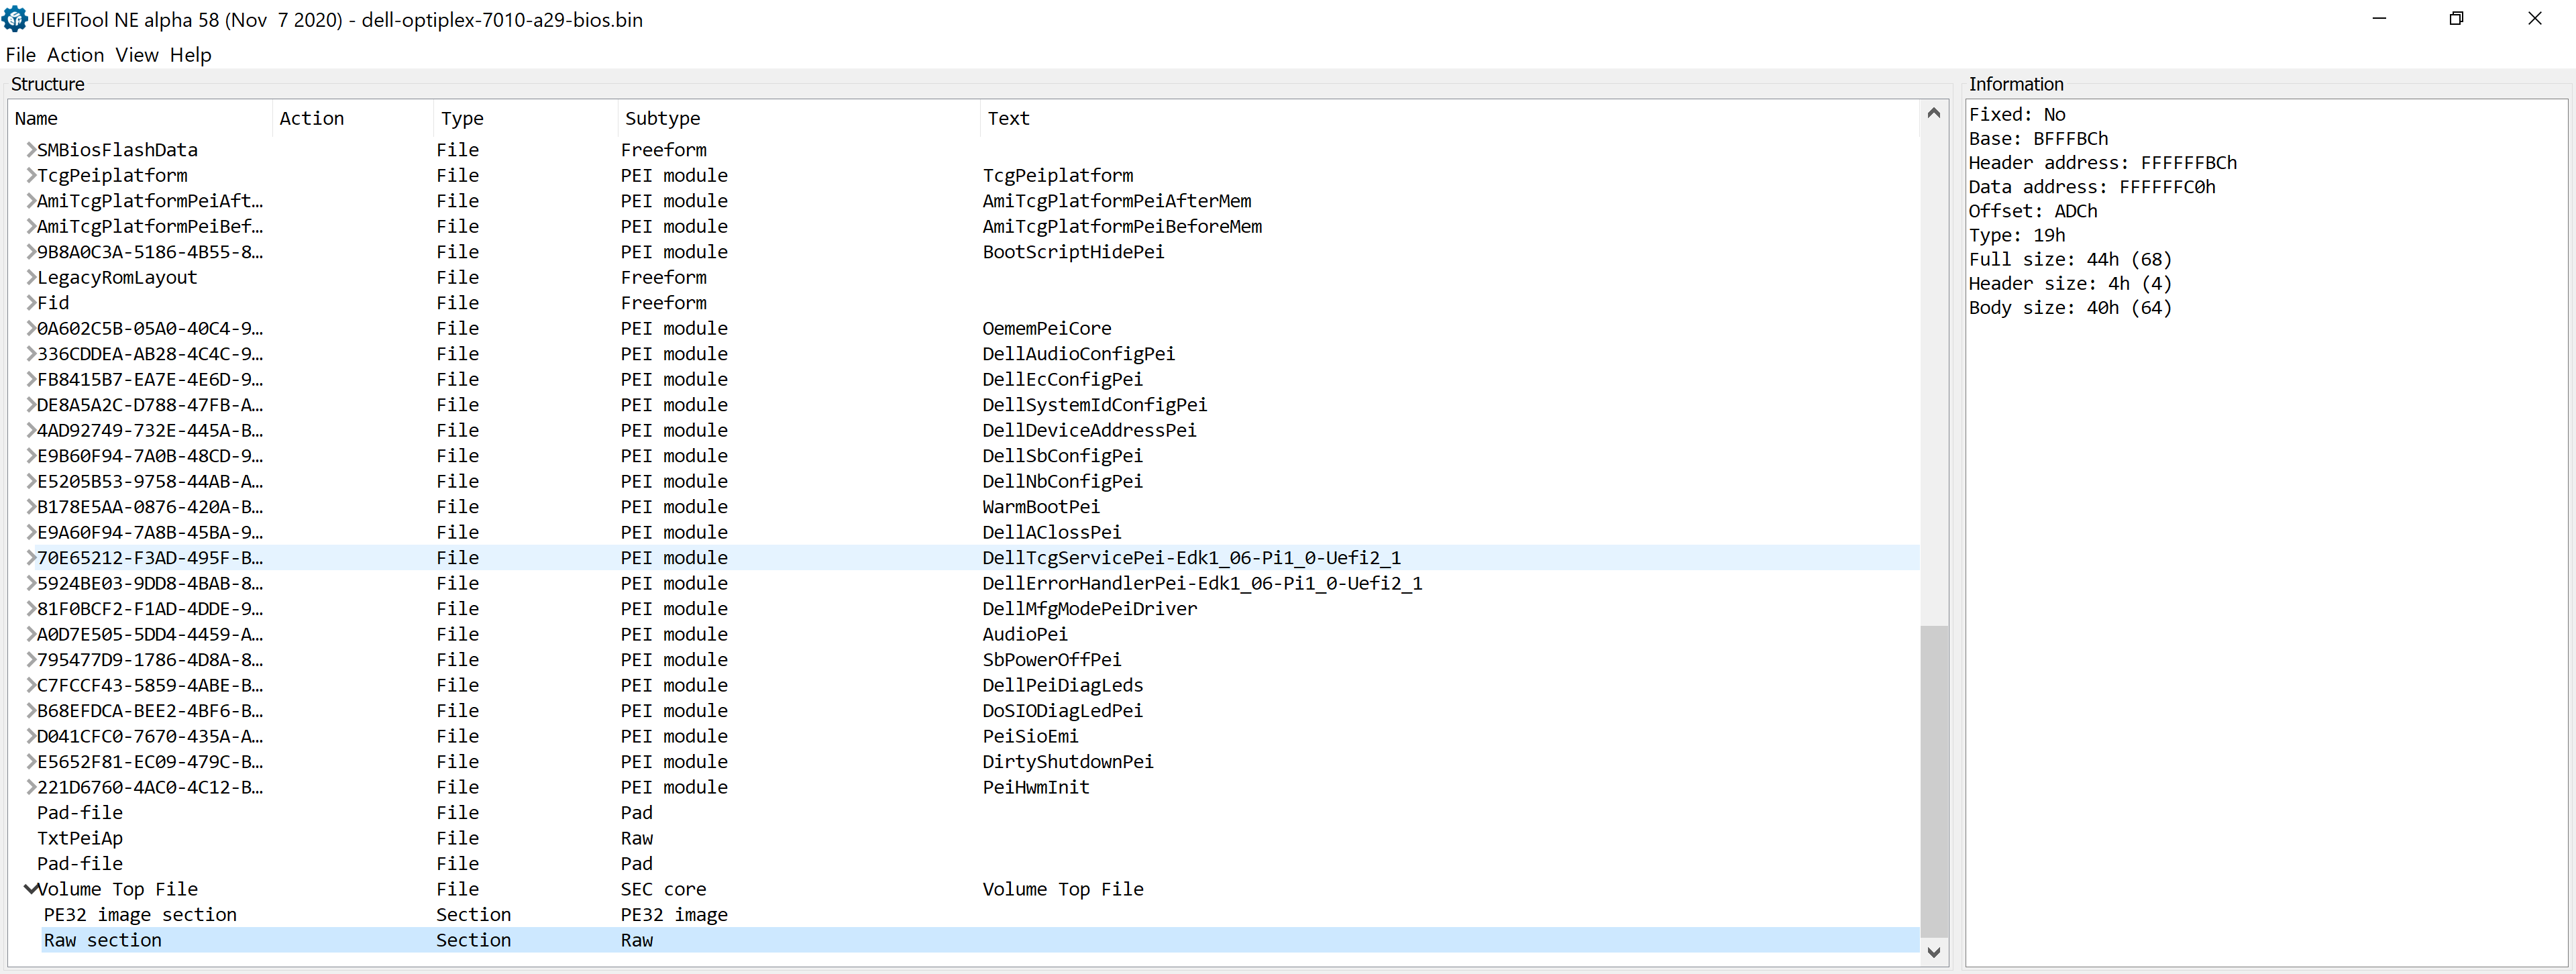 UEFITool NE alpha 58 (Nov  7 2020) - dell-optiplex-7010-a29-bios.bin
File Action View Help
Structure
Name Action Type Subtype Text
SMBiosFlashData File Freeform
TcgPeiplatform File PEI module TcgPeiplatform
AmiTcgPlatformPeiAft… File PEI module AmiTcgPlatformPeiAfterMem
AmiTcgPlatformPeiBef… File PEI module AmiTcgPlatformPeiBeforeMem
9B8A0C3A-5186-4B55-8… File PEI module BootScriptHidePei
LegacyRomLayout File Freeform
Fid File Freeform
0A602C5B-05A0-40C4-9… File PEI module OememPeiCore
336CDDEA-AB28-4C4C-9… File PEI module DellAudioConfigPei
FB8415B7-EA7E-4E6D-9… File PEI module DellEcConfigPei
DE8A5A2C-D788-47FB-A… File PEI module DellSystemIdConfigPei
4AD92749-732E-445A-B… File PEI module DellDeviceAddressPei
E9B60F94-7A0B-48CD-9… File PEI module DellSbConfigPei
E5205B53-9758-44AB-A… File PEI module DellNbConfigPei
B178E5AA-0876-420A-B… File PEI module WarmBootPei
E9A60F94-7A8B-45BA-9… File PEI module DellAClossPei
70E65212-F3AD-495F-B… File PEI module DellTcgServicePei-Edk1_06-Pi1_0-Uefi2_1
5924BE03-9DD8-4BAB-8… File PEI module DellErrorHandlerPei-Edk1_06-Pi1_0-Uefi2_1
81F0BCF2-F1AD-4DDE-9… File PEI module DellMfgModePeiDriver
A0D7E505-5DD4-4459-A… File PEI module AudioPei
795477D9-1786-4D8A-8… File PEI module SbPowerOffPei
C7FCCF43-5859-4ABE-B… File PEI module DellPeiDiagLeds
B68EFDCA-BEE2-4BF6-B… File PEI module DoSIODiagLedPei
D041CFC0-7670-435A-A… File PEI module PeiSioEmi
E5652F81-EC09-479C-B… File PEI module DirtyShutdownPei
221D6760-4AC0-4C12-B… File PEI module PeiHwmInit
Pad-file File Pad
TxtPeiAp File Raw
Pad-file File Pad
Volume Top File File SEC core Volume Top File
PE32 image section Section PE32 image
Raw section Section Raw
Information
Fixed: No
Base: BFFFBCh
Header address: FFFFFFBCh
Data address: FFFFFFC0h
Offset: ADCh
Type: 19h
Full size: 44h (68)
Header size: 4h (4)
Body size: 40h (64)